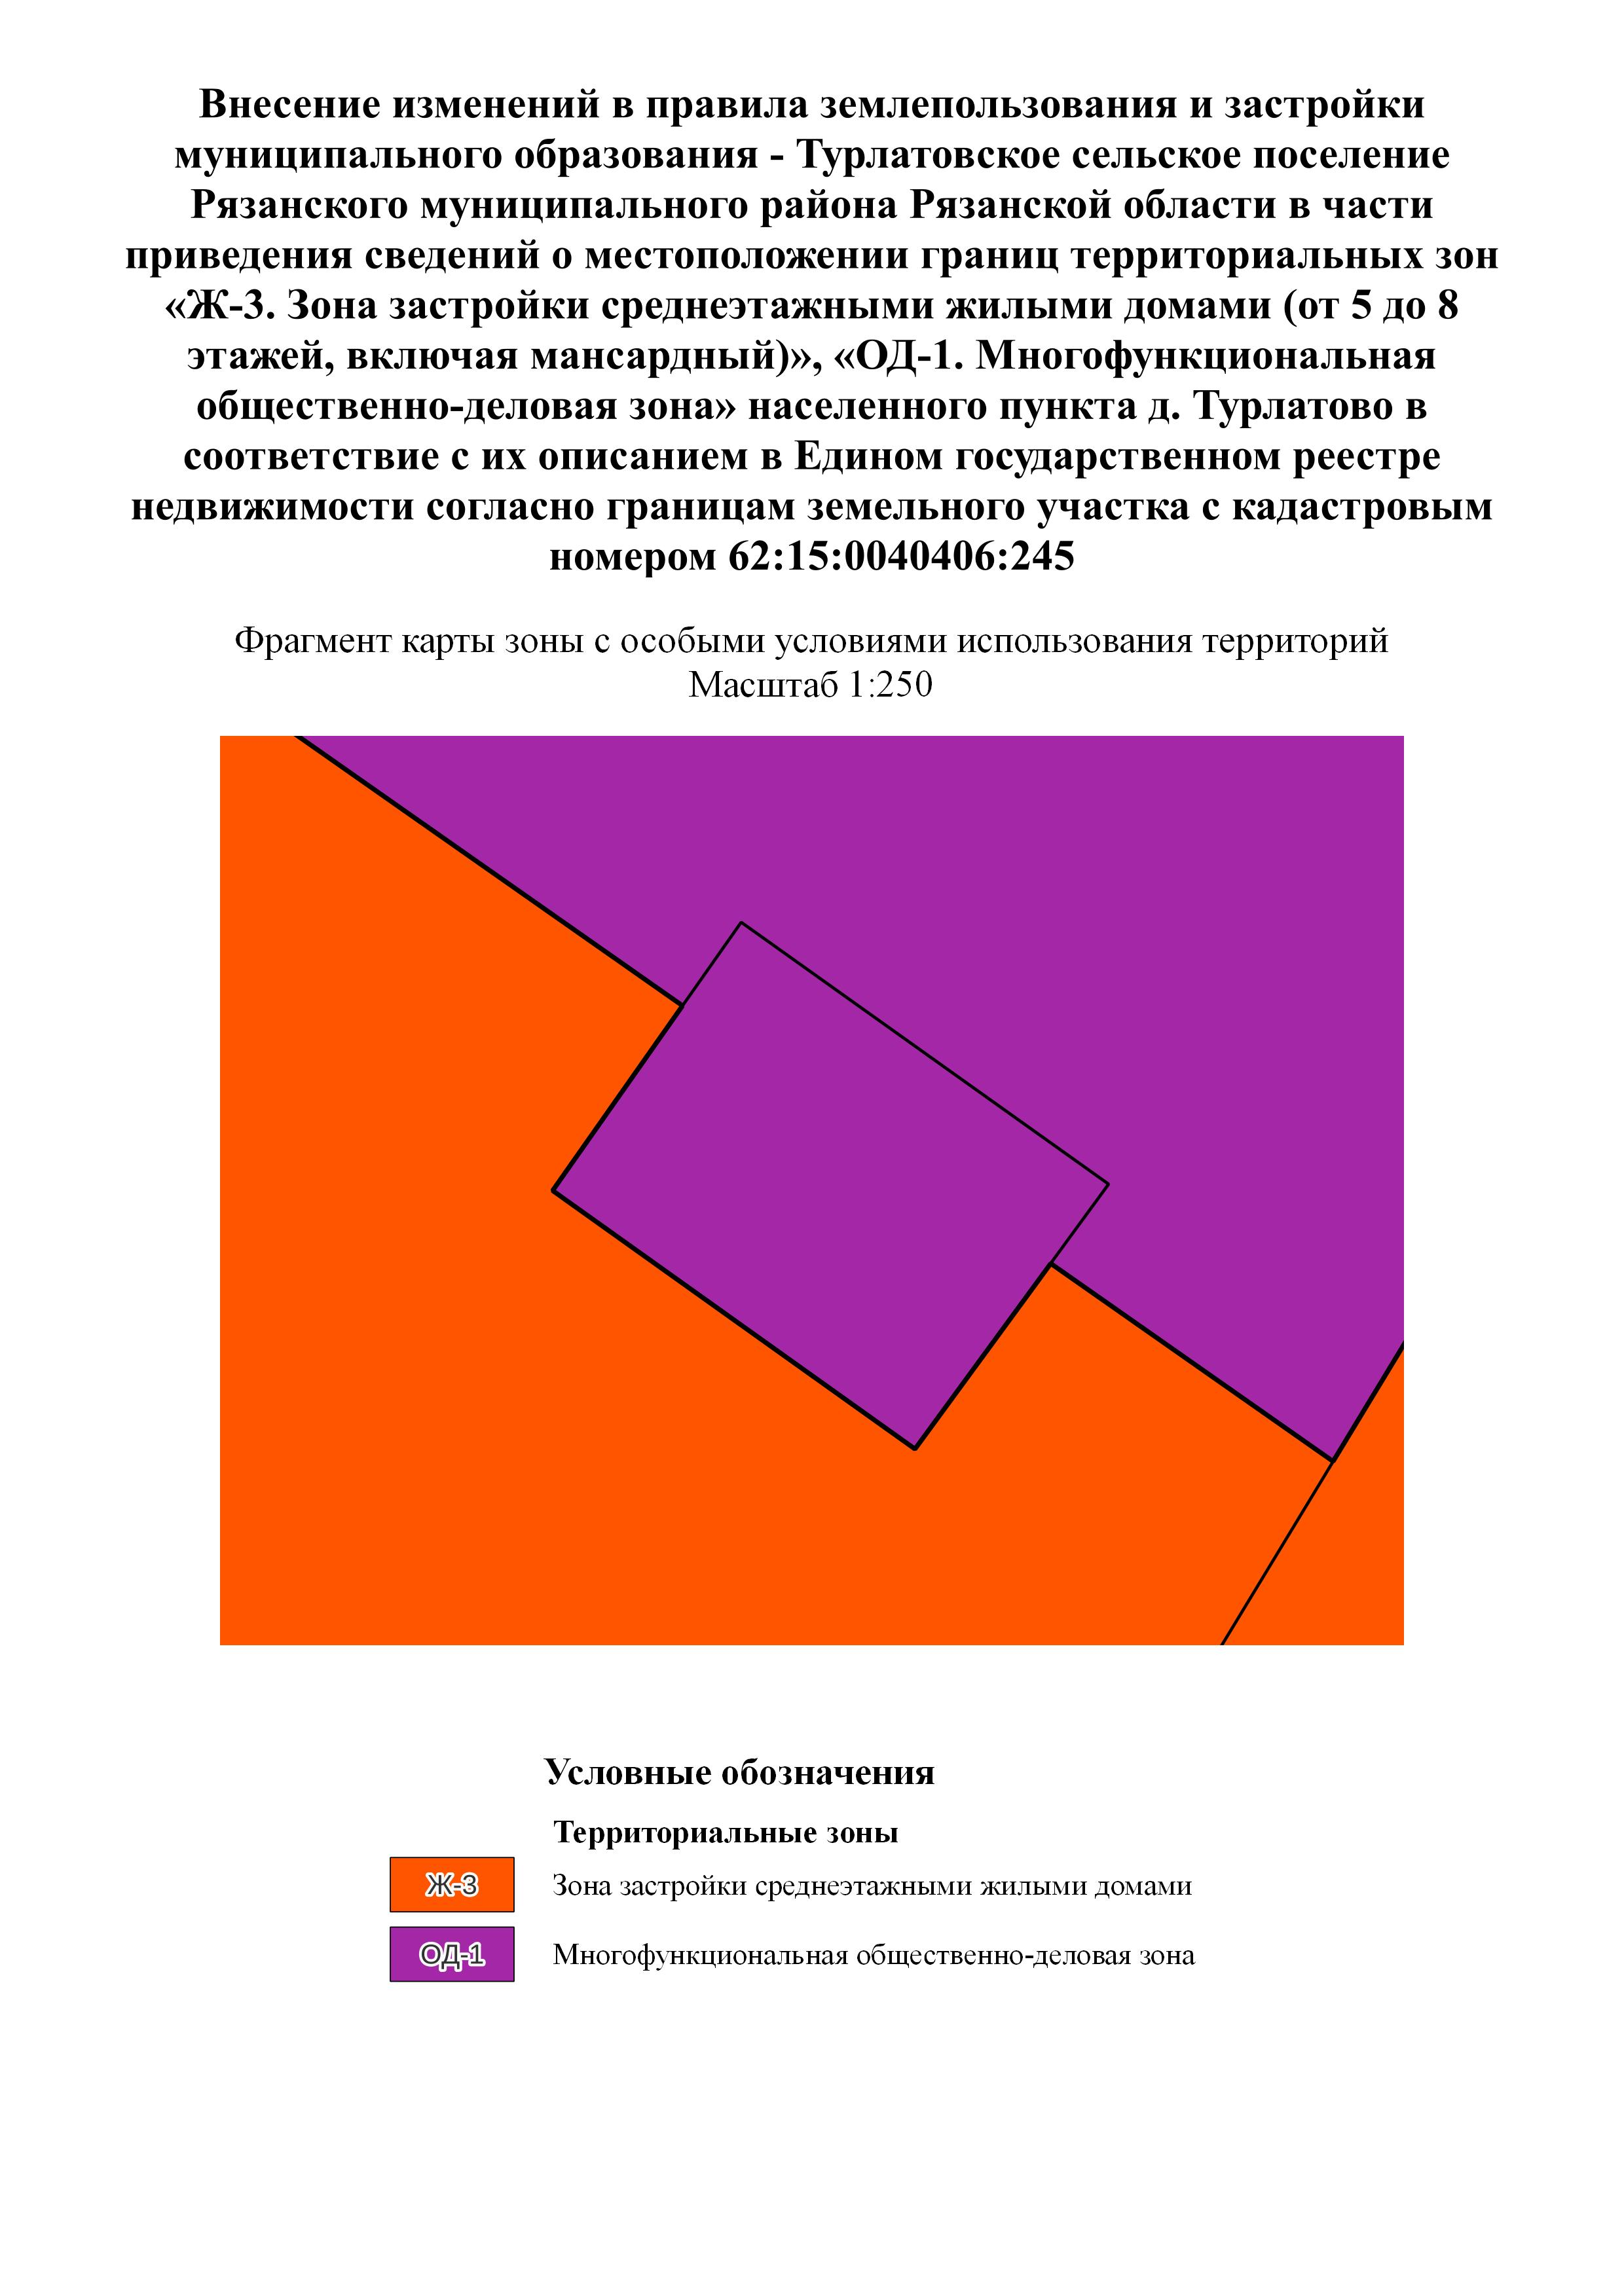 Внесение изменений в правила землепользования и застройки
муниципального образования - Турлатовское сельское поселение
Рязанского муниципального района Рязанской области в части
приведения сведений о местоположении границ территориальных зон
«Ж-3. Зона застройки среднеэтажными жилыми домами (от 5 до 8
этажей, включая мансардный)», «ОД-1. Многофункциональная
общественно-деловая зона» населенного пункта д. Турлатово в
соответствие с их описанием в Едином государственном реестре
недвижимости согласно границам земельного участка с кадастровым
номером 62:15:0040406:245
Фрагмент карты зоны с особыми условиями использования территорий
Масштаб 1:250
Условные обозначения
Территориальные зоны
Ж-3 Зона застройки среднеэтажными жилыми домами
ОД-1 Многофункциональная общественно-деловая зона